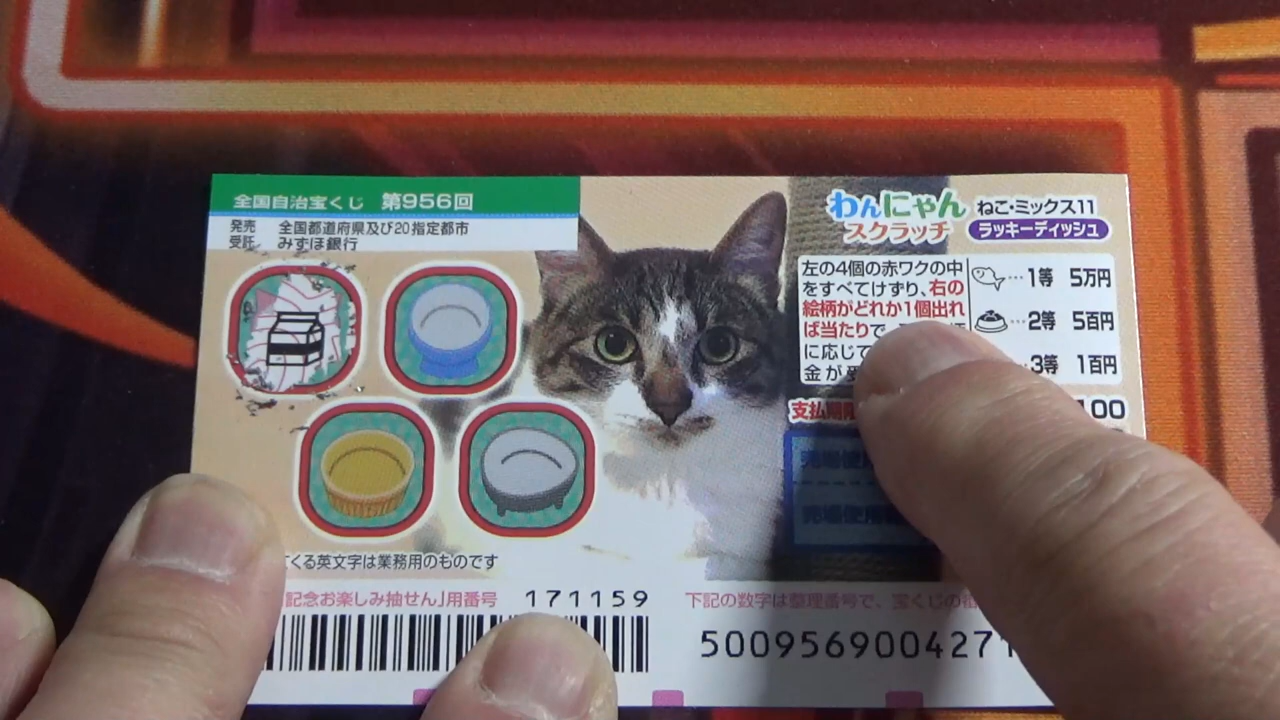 全国自治宝くじ 第956回
発売 全国都道府県及び20指定都市
受託 みずほ銀行
わんにゃん
スクラッチ
ねこ・ミックス11
ラッキーディッシュ
左の4個の赤ワクの中
をすべてけずり、右の
絵柄がどれか1個出れ
ば当たりで
に応じて
金が
…1等 5万円
…2等 5百円
…3等 1百円
支払期限
100
てくる英文字は業務用のものです
記念お楽しみ抽せん」用番号 171159
下記の数字は整理番号で、宝くじの番
5009569004271